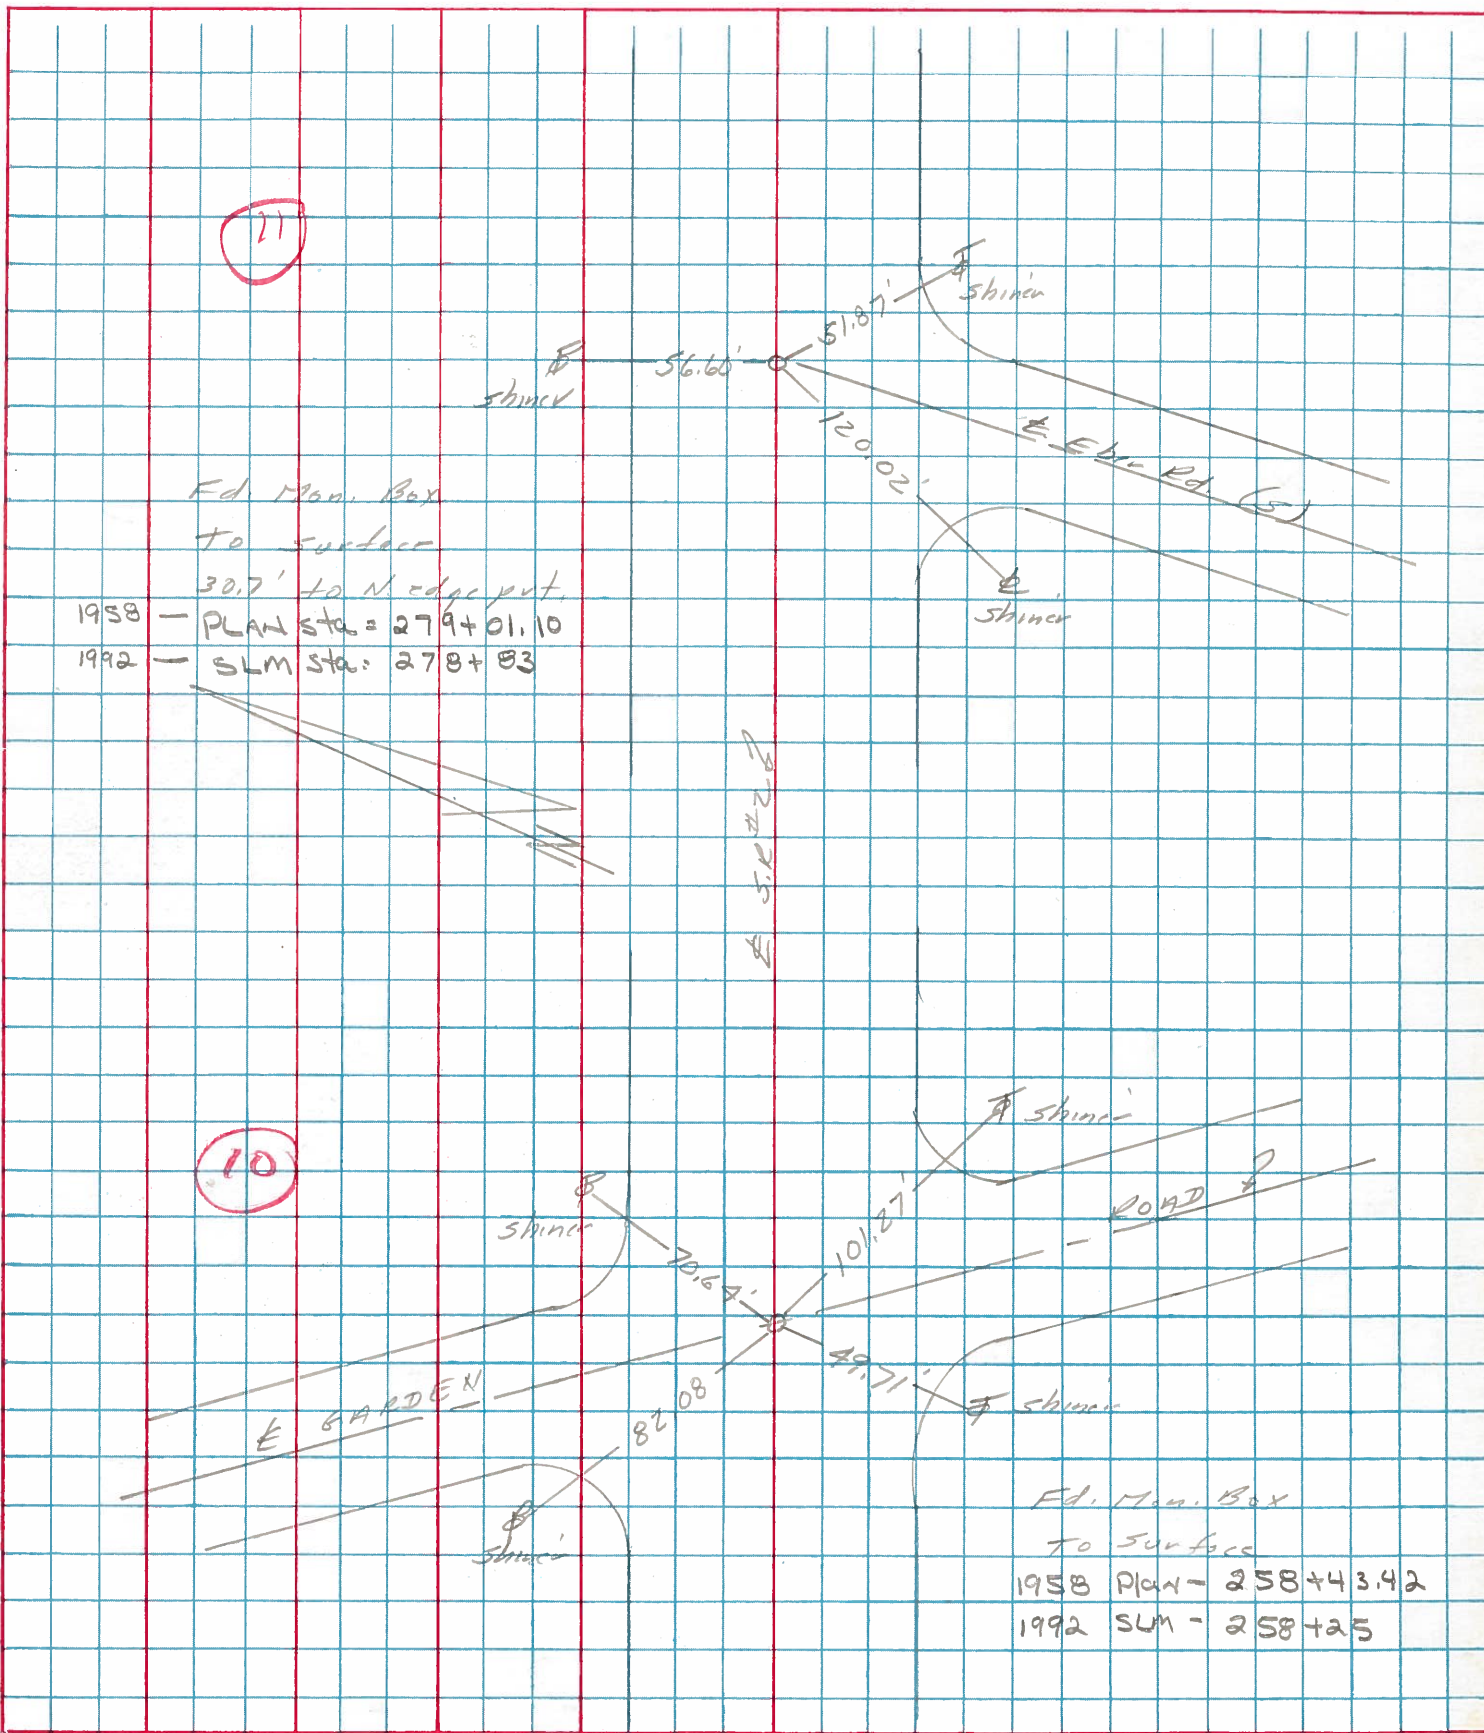 21
shiner
51.87'
56.60'
shiner
120.02'
℄ Eber Rd. (S)
shiner
Fd. Mon. Box
To Surface
30.7' to N. edge pvt.
1958 — PLAN sta = 279+01.10
1992 — SLM sta: 278+83
℄ S.R #2
10
shiner
shiner
101.27'
70.64'
ROAD
49.71'
shiner
℄ GARDEN
82.08
shiner
Fd. Mon. Box
To Surface
1958 Plan - 258+43.42
1992 SLM - 258+25